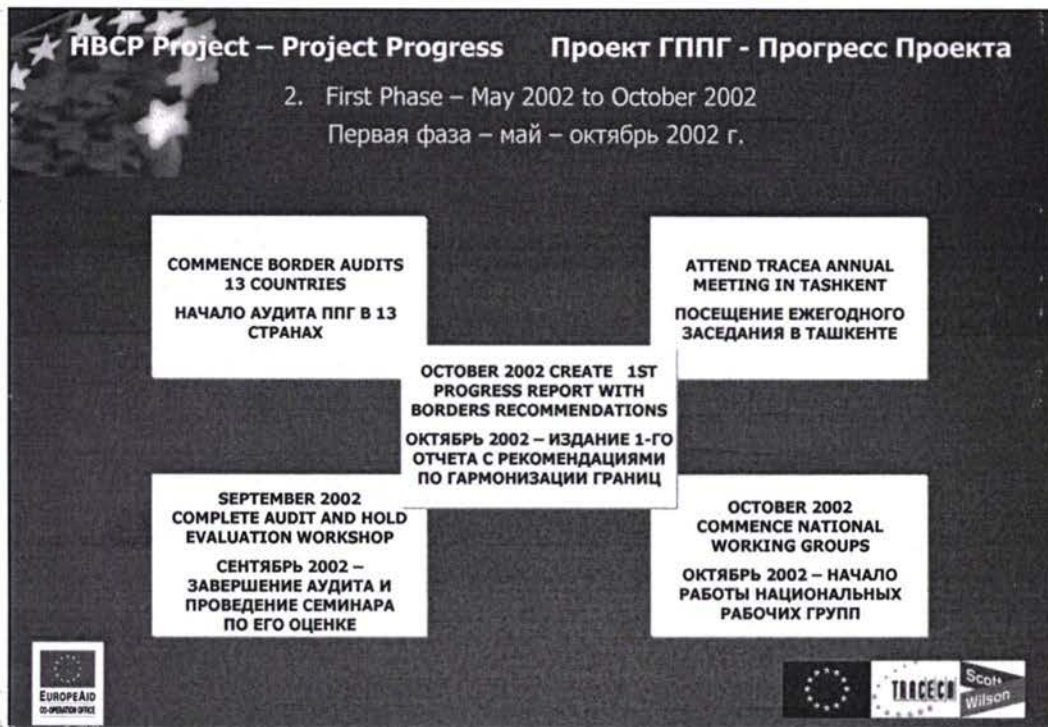 HBCP Project – Project Progress Проект ГППГ - Прогресс Проекта
2. First Phase – May 2002 to October 2002
Первая фаза – май – октябрь 2002 г.
COMMENCE BORDER AUDITS
13 COUNTRIES
НАЧАЛО АУДИТА ППГ В 13
СТРАНАХ
ATTEND TRACEA ANNUAL
MEETING IN TASHKENT
ПОСЕЩЕНИЕ ЕЖЕГОДНОГО
ЗАСЕДАНИЯ В ТАШКЕНТЕ
OCTOBER 2002 CREATE 1ST
PROGRESS REPORT WITH
BORDERS RECOMMENDATIONS
ОКТЯБРЬ 2002 – ИЗДАНИЕ 1-ГО
ОТЧЕТА С РЕКОМЕНДАЦИЯМИ
ПО ГАРМОНИЗАЦИИ ГРАНИЦ
SEPTEMBER 2002
COMPLETE AUDIT AND HOLD
EVALUATION WORKSHOP
СЕНТЯБРЬ 2002 –
ЗАВЕРШЕНИЕ АУДИТА И
ПРОВЕДЕНИЕ СЕМИНАРА
ПО ЕГО ОЦЕНКЕ
OCTOBER 2002
COMMENCE NATIONAL
WORKING GROUPS
ОКТЯБРЬ 2002 – НАЧАЛО
РАБОТЫ НАЦИОНАЛЬНЫХ
РАБОЧИХ ГРУПП
EUROPEAID
CO-OPERATION OFFICE
TRACECA
Scott
Wilson